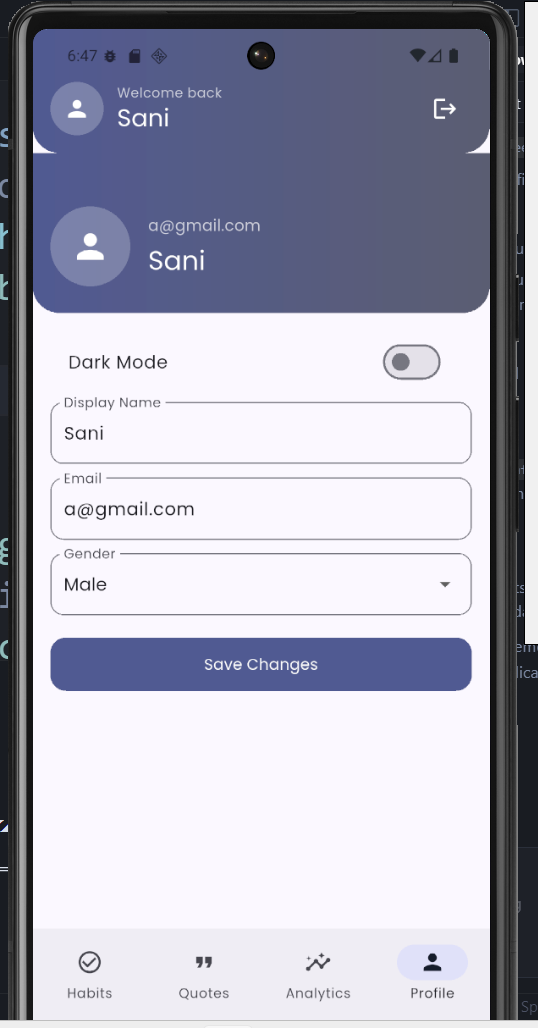 6:47
Welcome back
Sani
a@gmail.com
Sani
Dark Mode
Display Name
Sani
Email
a@gmail.com
Gender
Male
Save Changes
Habits
Quotes
Analytics
Profile